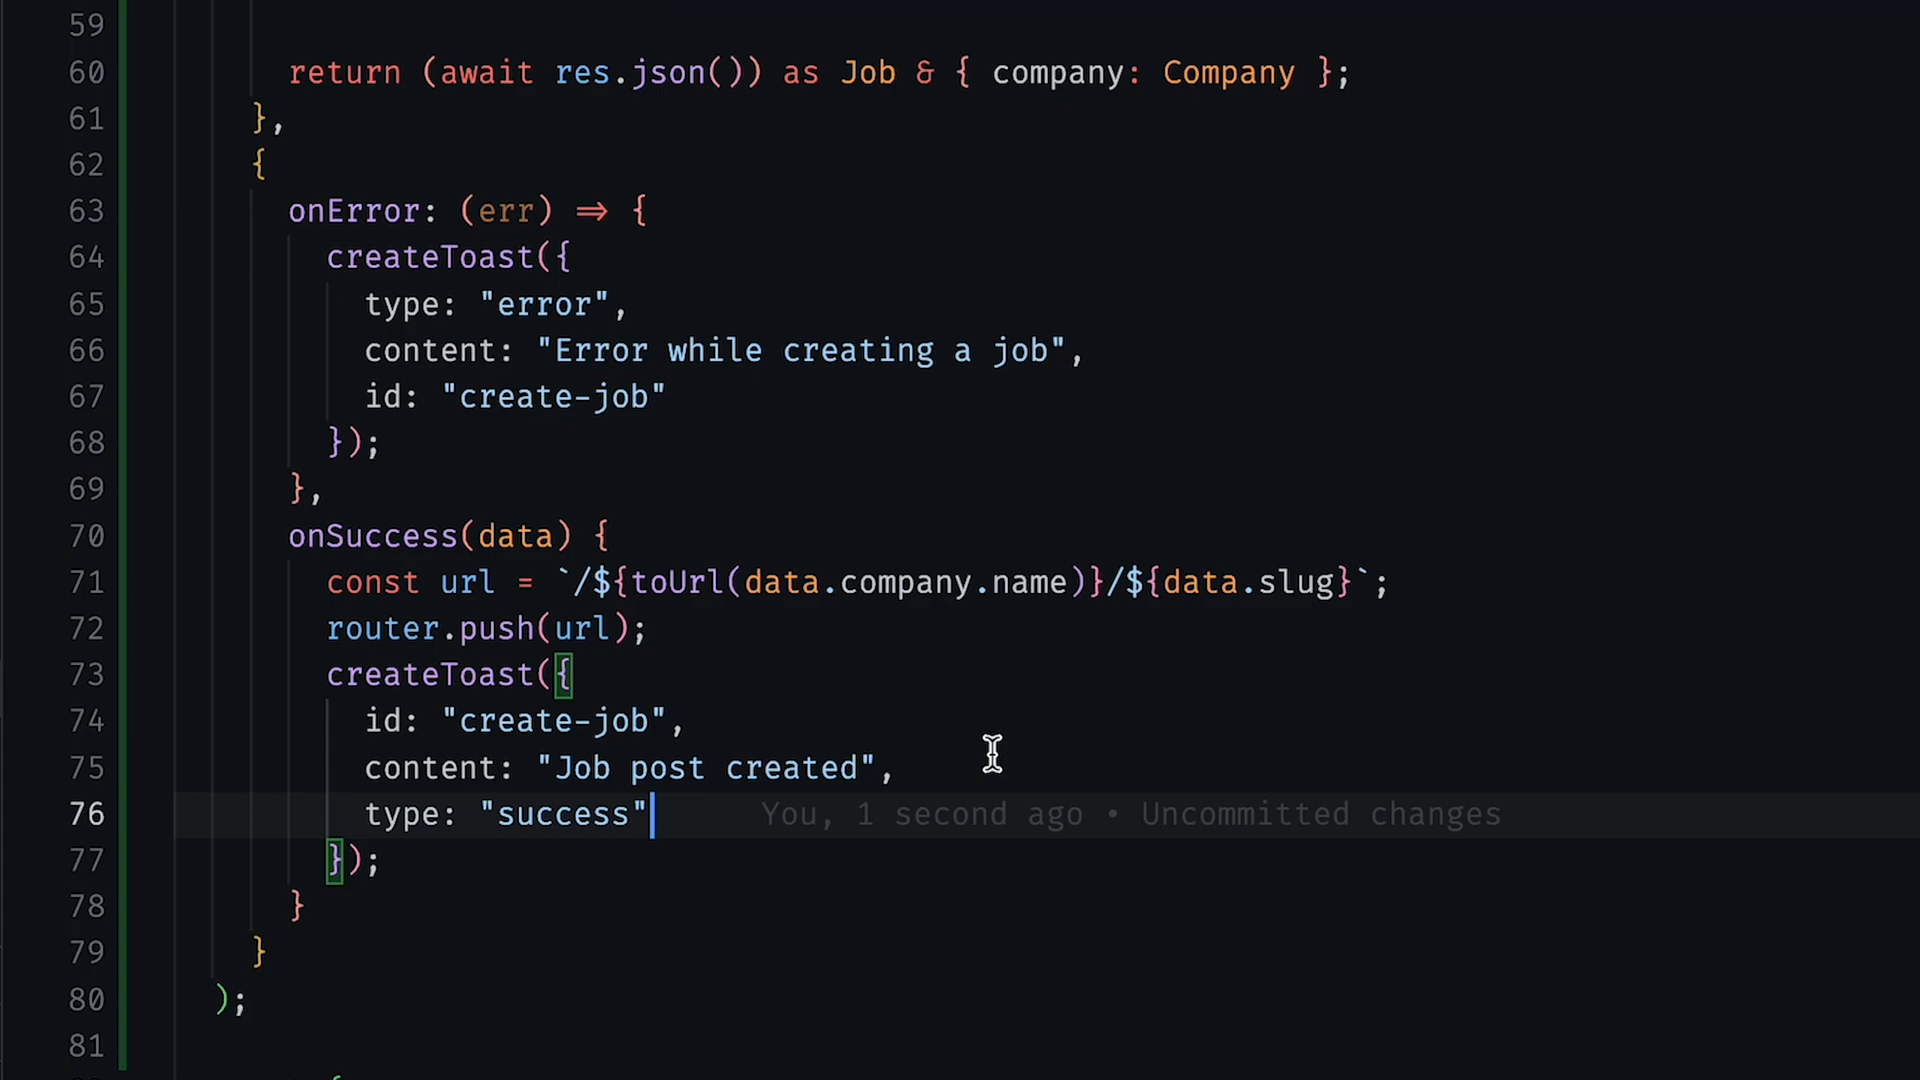 59
60 return (await res.json()) as Job & { company: Company };
61 },
62 {
63 onError: (err) => {
64 createToast({
65 type: "error",
66 content: "Error while creating a job",
67 id: "create-job"
68 });
69 },
70 onSuccess(data) {
71 const url = `/${toUrl(data.company.name)}/${data.slug}`;
72 router.push(url);
73 createToast({
74 id: "create-job",
75 content: "Job post created",
76 type: "success" You, 1 second ago • Uncommitted changes
77 });
78 }
79 }
80 );
81